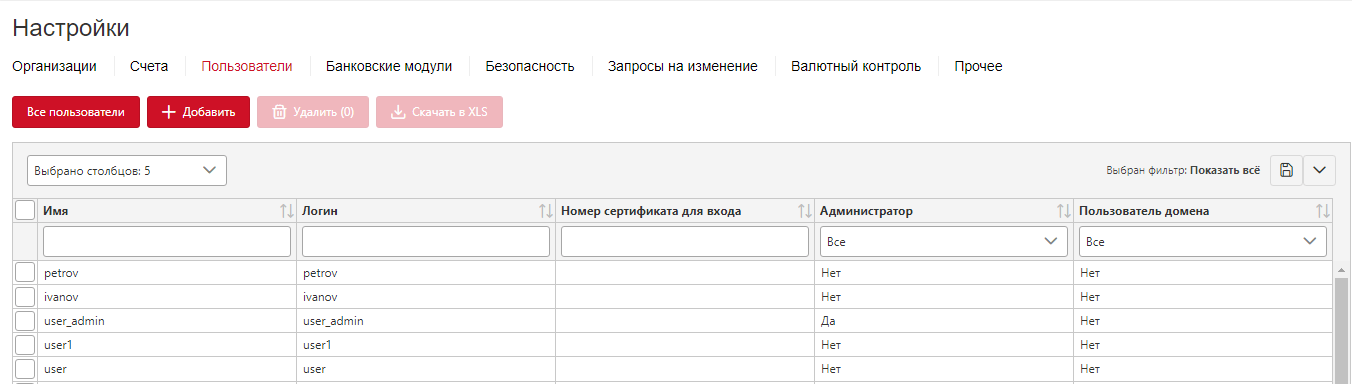 Настройки
Организации Счета Пользователи Банковские модули Безопасность Запросы на изменение Валютный контроль Прочее
Все пользователи Добавить Удалить (0) Скачать в XLS
Выбрано столбцов: 5 Выбран фильтр: Показать всё
Имя Логин Номер сертификата для входа Администратор Пользователь домена
Все Все
petrov petrov Нет Нет
ivanov ivanov Нет Нет
user_admin user_admin Да Нет
user1 user1 Нет Нет
user user Нет Нет